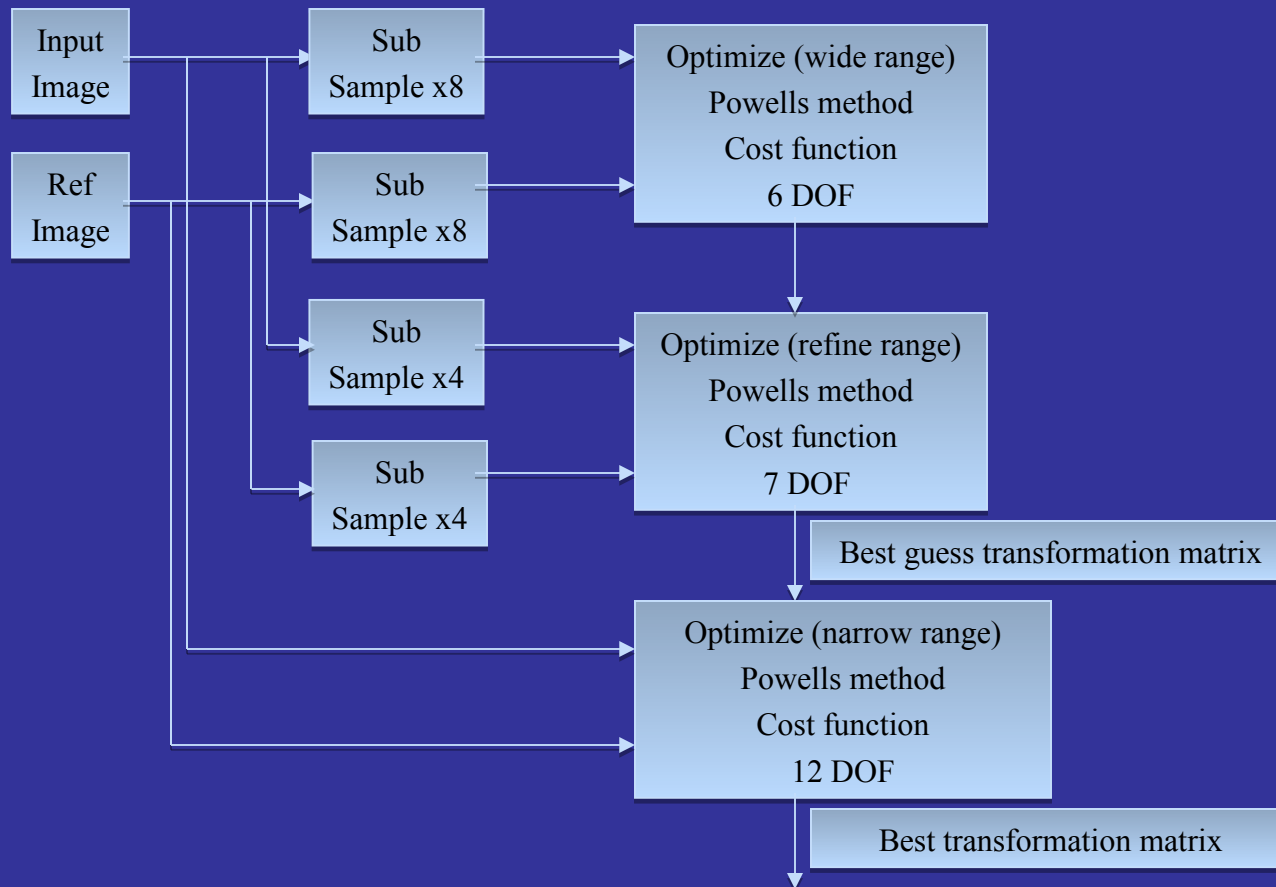 Input
Image
Sub
Sample x8
Optimize (wide range)
Powells method
Cost function
6 DOF
Ref
Image
Sub
Sample x8
Sub
Sample x4
Optimize (refine range)
Powells method
Cost function
7 DOF
Sub
Sample x4
Best guess transformation matrix
Optimize (narrow range)
Powells method
Cost function
12 DOF
Best transformation matrix